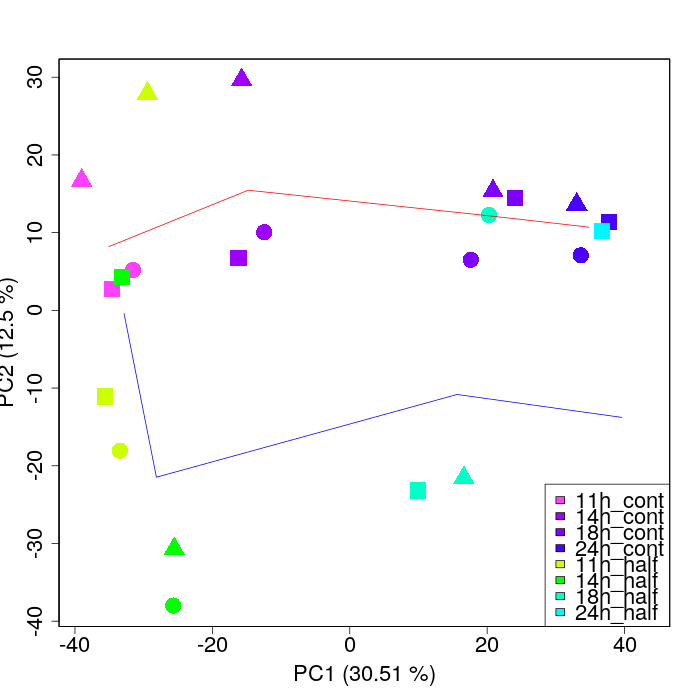 30
20
10
0
-10
-20
-30
-40
PC2 (12.5 %)
-40
-20
0
20
40
PC1 (30.51 %)
11h_cont
14h_cont
18h_cont
24h_cont
11h_half
14h_half
18h_half
24h_half